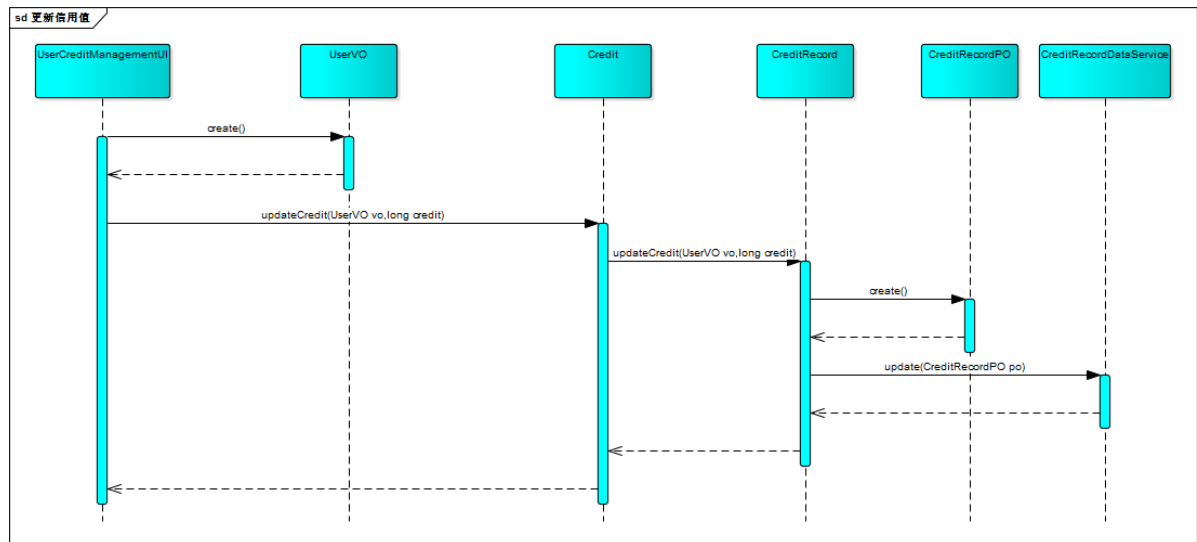 sd 更新信用值
UserCreditManagementUI
UserVO
Credit
CreditRecord
CreditRecordPO
CreditRecordDataService
create()
updateCredit(UserVO vo,long credit)
updateCredit(UserVO vo,long credit)
create()
update(CreditRecordPO po)